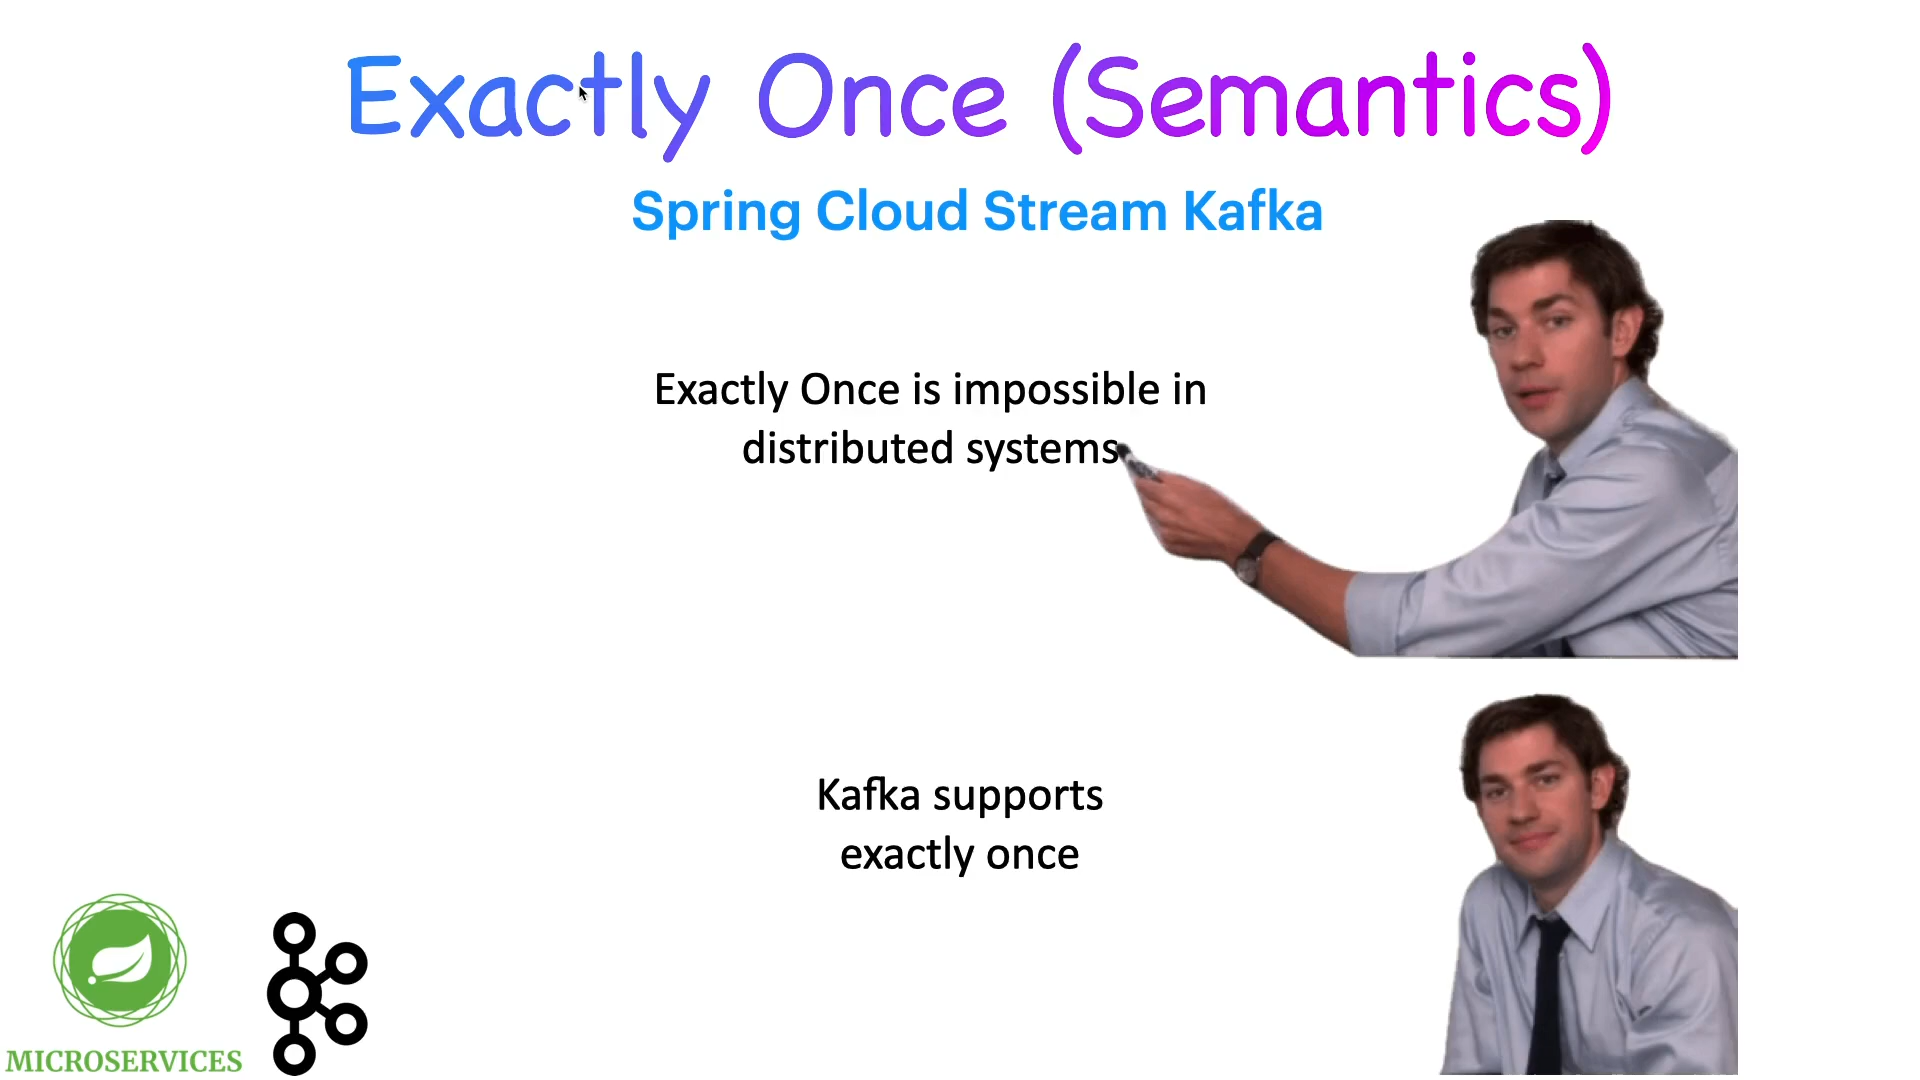 Exactly Once (Semantics)
Spring Cloud Stream Kafka
Exactly Once is impossible in
distributed systems
Kafka supports
exactly once
MICROSERVICES